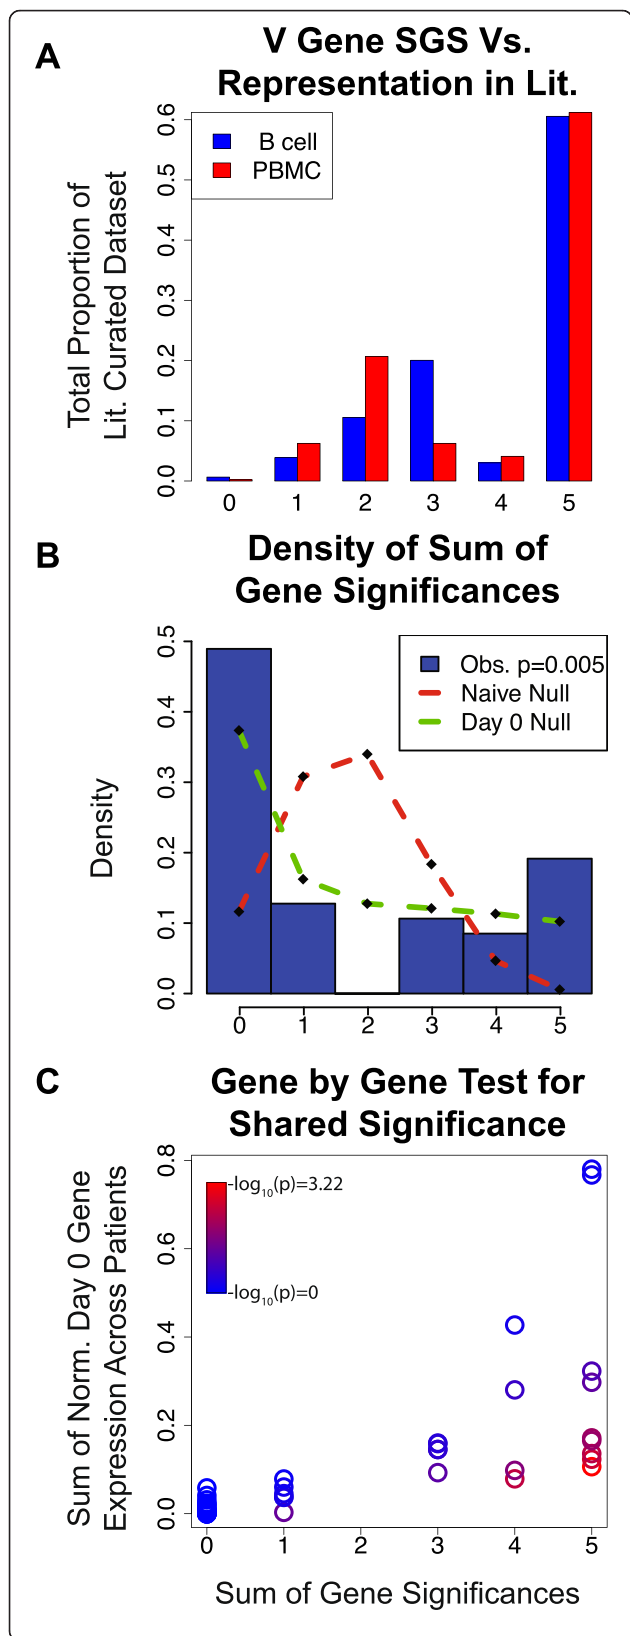 A
V Gene SGS Vs.
Representation in Lit.
Total Proportion of
Lit. Curated Dataset
0.0 0.1 0.2 0.3 0.4 0.5 0.6
B cell
PBMC
0 1 2 3 4 5
B
Density of Sum of
Gene Significances
Density
0.0 0.1 0.2 0.3 0.4 0.5
Obs. p=0.005
Naive Null
Day 0 Null
0 1 2 3 4 5
C
Gene by Gene Test for
Shared Significance
Sum of Norm. Day 0 Gene
Expression Across Patients
0.0 0.2 0.4 0.6 0.8
-log10(p)=3.22
-log10(p)=0
0 1 2 3 4 5
Sum of Gene Significances